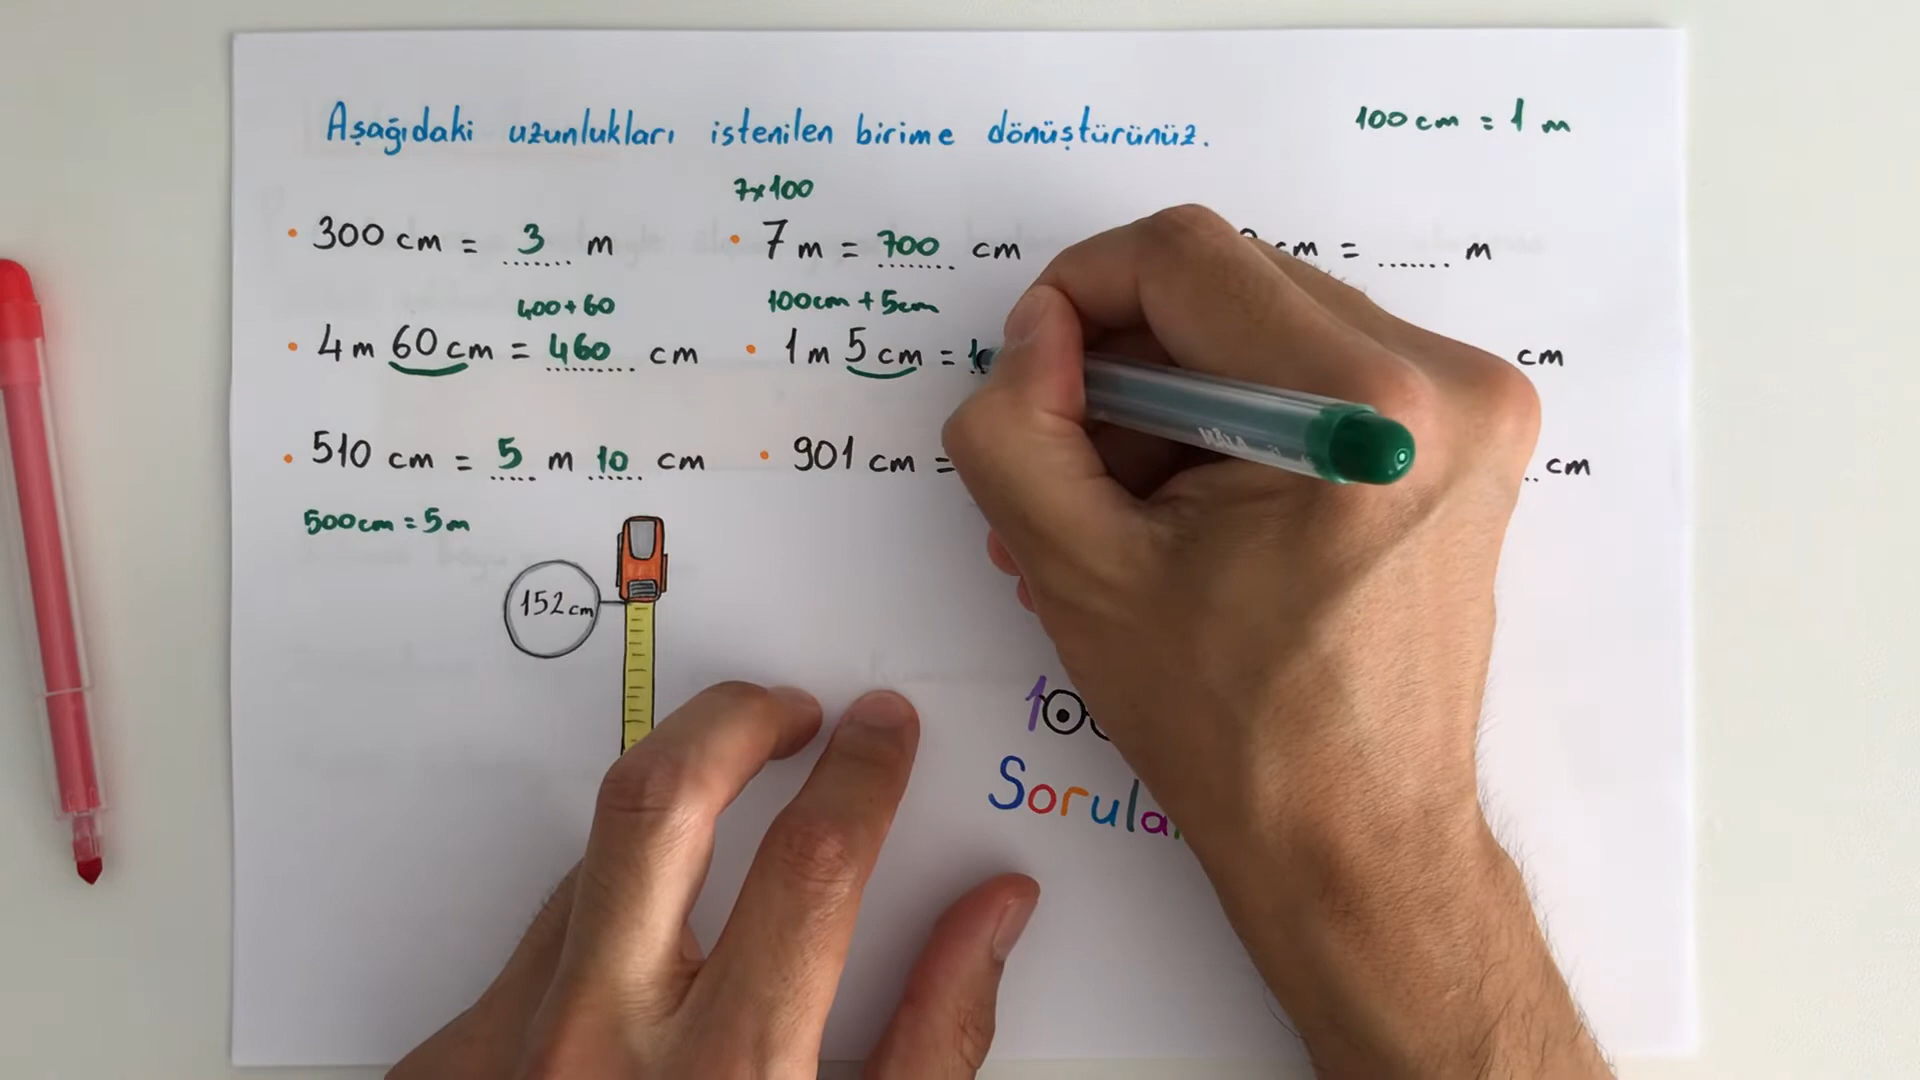 Aşağıdaki uzunlukları istenilen birime dönüştürünüz.
100 cm = 1 m
7x100
• 300 cm = 3 m
• 7 m = 700 cm
cm = ....... m
400+60
100cm + 5cm
• 4 m 60 cm = 460 cm
• 1 m 5 cm =
cm
• 510 cm = 5 m 10 cm
• 901 cm =
cm
500cm = 5m
152 cm
Sorular